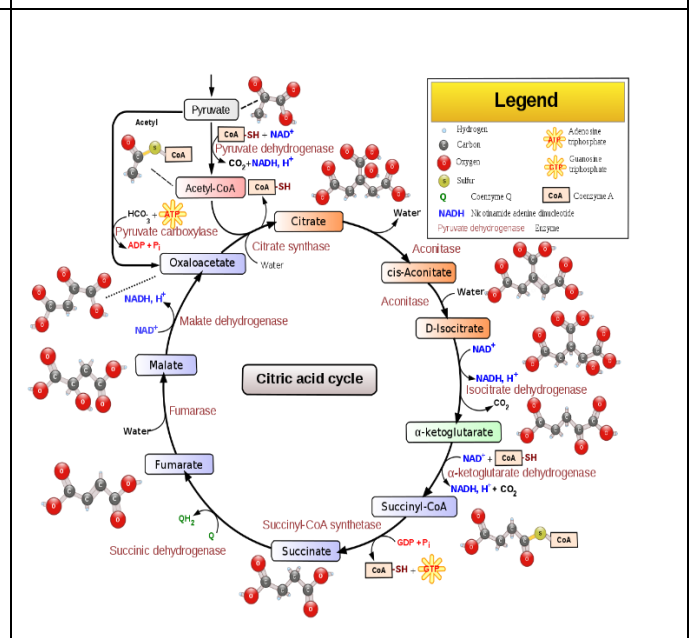 Pyruvate
Acetyl
CoA -SH + NAD+
Pyruvate dehydrogenase
CO2+NADH, H+
S CoA
Acetyl-CoA
CoA -SH
HCO3- + ATP
Pyruvate carboxylase
ADP + Pi
Citrate
Water
Citrate synthase
Water
Oxaloacetate
Aconitase
cis-Aconitate
Aconitase
Water
D-Isocitrate
NADH, H+
NAD+
Malate dehydrogenase
NAD+
NADH, H+
Isocitrate dehydrogenase
CO2
Malate
Citric acid cycle
Fumarase
Water
α-ketoglutarate
NAD+ + CoA -SH
α-ketoglutarate dehydrogenase
NADH, H+ + CO2
Fumarate
Succinyl-CoA
QH2
Q
Succinic dehydrogenase
Succinyl-CoA synthetase
GDP + Pi
Succinate
CoA -SH + GTP
S CoA
Legend
Hydrogen
Carbon
Oxygen
S Sulfur
Q Coenzyme Q
NADH Nicotinamide adenine dinucleotide
Pyruvate dehydrogenase Enzyme
ATP Adenosine
triphosphate
GTP Guanosine
triphosphate
CoA Coenzyme A